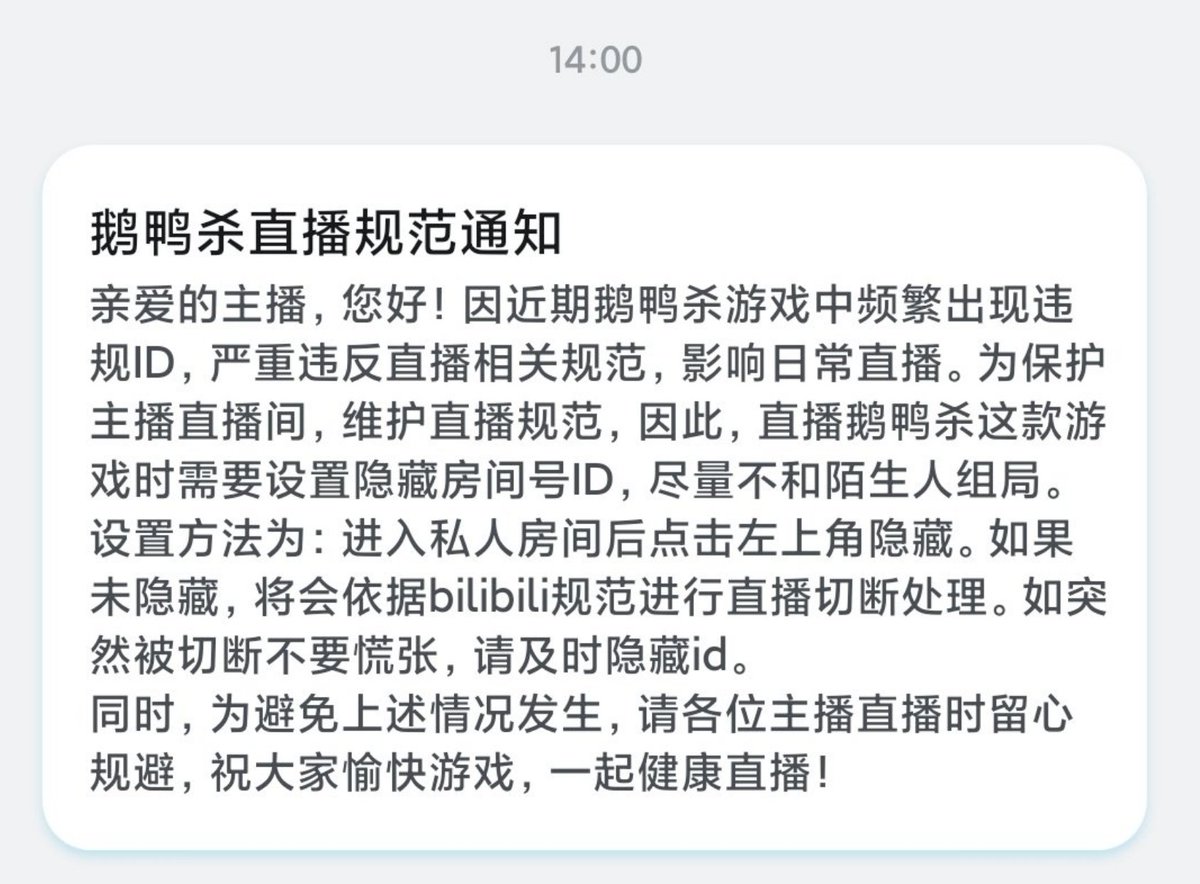 14:00
鹅鸭杀直播规范通知
亲爱的主播，您好！因近期鹅鸭杀游戏中频繁出现违
规ID，严重违反直播相关规范，影响日常直播。为保护
主播直播间，维护直播规范，因此，直播鹅鸭杀这款游
戏时需要设置隐藏房间号ID，尽量不和陌生人组局。
设置方法为：进入私人房间后点击左上角隐藏。如果
未隐藏，将会依据bilibili规范进行直播切断处理。如突
然被切断不要慌张，请及时隐藏id。
同时，为避免上述情况发生，请各位主播直播时留心
规避，祝大家愉快游戏，一起健康直播！